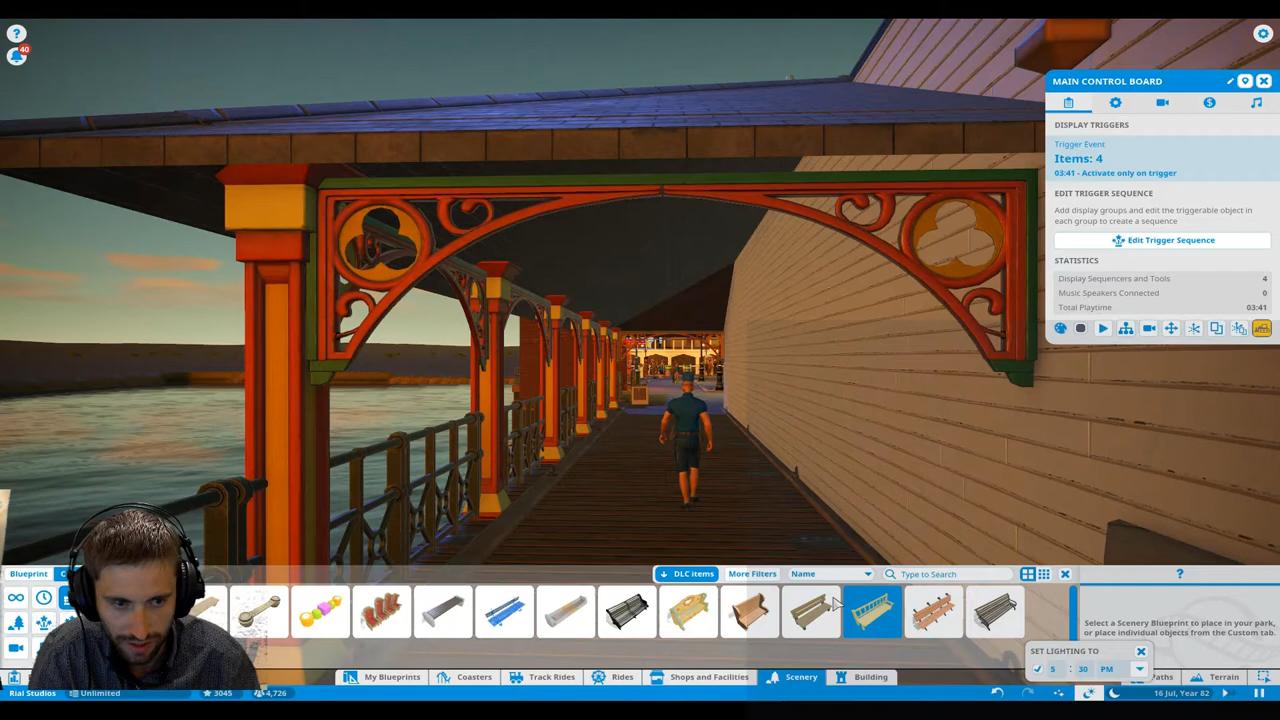 ?
40
MAIN CONTROL BOARD
DISPLAY TRIGGERS
Trigger Event
Items: 4
03:41 - Activate only on trigger
EDIT TRIGGER SEQUENCE
Add display groups and edit the triggerable object in
each group to create a sequence
Edit Trigger Sequence
STATISTICS
Display Sequencers and Tools 4
Music Speakers Connected 0
Total Playtime 03:41
Blueprint
DLC items
More Filters
Name
Type to Search
?
Select a Scenery Blueprint to place in your park,
or place individual objects from the Custom tab.
SET LIGHTING TO
5 : 30 PM
My Blueprints
Coasters
Track Rides
Rides
Shops and Facilities
Scenery
Building
Paths
Terrain
Rial Studios
Unlimited
3045
4,726
16 Jul, Year 82